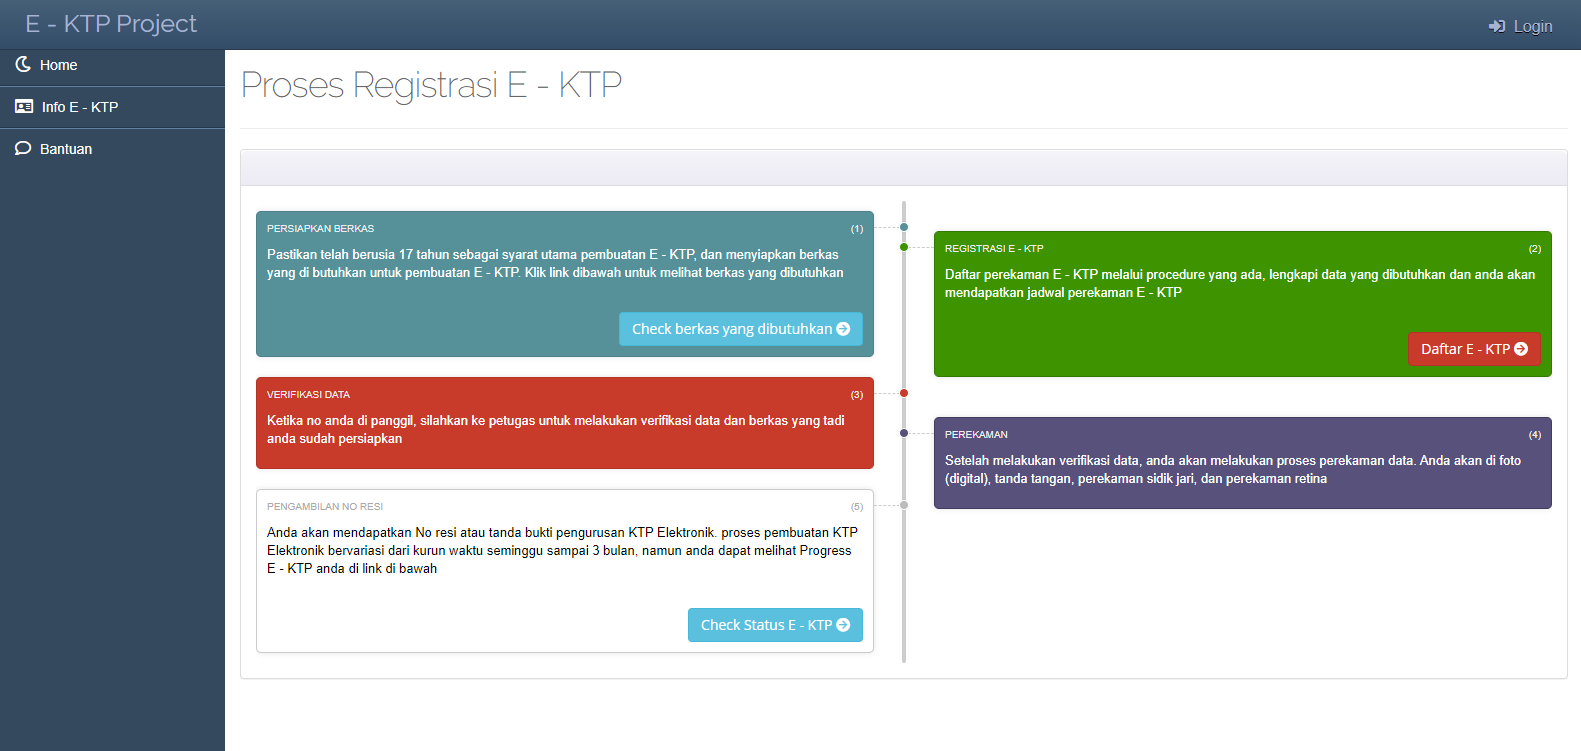 E - KTP Project
Login
Home
Info E - KTP
Bantuan
Proses Registrasi E - KTP
PERSIAPKAN BERKAS (1)
Pastikan telah berusia 17 tahun sebagai syarat utama pembuatan E - KTP, dan menyiapkan berkas
yang di butuhkan untuk pembuatan E - KTP. Klik link dibawah untuk melihat berkas yang dibutuhkan
Check berkas yang dibutuhkan
REGISTRASI E - KTP (2)
Daftar perekaman E - KTP melalui procedure yang ada, lengkapi data yang dibutuhkan dan anda akan
mendapatkan jadwal perekaman E - KTP
Daftar E - KTP
VERIFIKASI DATA (3)
Ketika no anda di panggil, silahkan ke petugas untuk melakukan verifikasi data dan berkas yang tadi
anda sudah persiapkan
PEREKAMAN (4)
Setelah melakukan verifikasi data, anda akan melakukan proses perekaman data. Anda akan di foto
(digital), tanda tangan, perekaman sidik jari, dan perekaman retina
PENGAMBILAN NO RESI (5)
Anda akan mendapatkan No resi atau tanda bukti pengurusan KTP Elektronik. proses pembuatan KTP
Elektronik bervariasi dari kurun waktu seminggu sampai 3 bulan, namun anda dapat melihat Progress
E - KTP anda di link di bawah
Check Status E - KTP